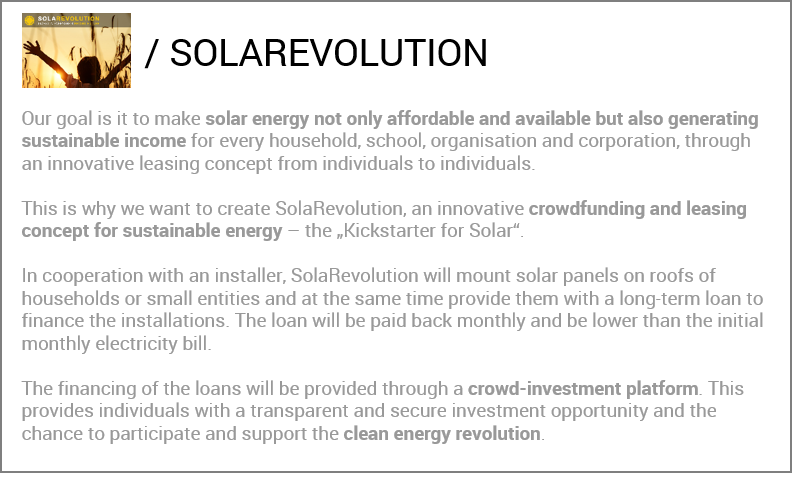 SOLAREVOLUTION
/ SOLAREVOLUTION
Our goal is it to make solar energy not only affordable and available but also generating
sustainable income for every household, school, organisation and corporation, through
an innovative leasing concept from individuals to individuals.
This is why we want to create SolaRevolution, an innovative crowdfunding and leasing
concept for sustainable energy – the „Kickstarter for Solar“.
In cooperation with an installer, SolaRevolution will mount solar panels on roofs of
households or small entities and at the same time provide them with a long-term loan to
finance the installations. The loan will be paid back monthly and be lower than the initial
monthly electricity bill.
The financing of the loans will be provided through a crowd-investment platform. This
provides individuals with a transparent and secure investment opportunity and the
chance to participate and support the clean energy revolution.